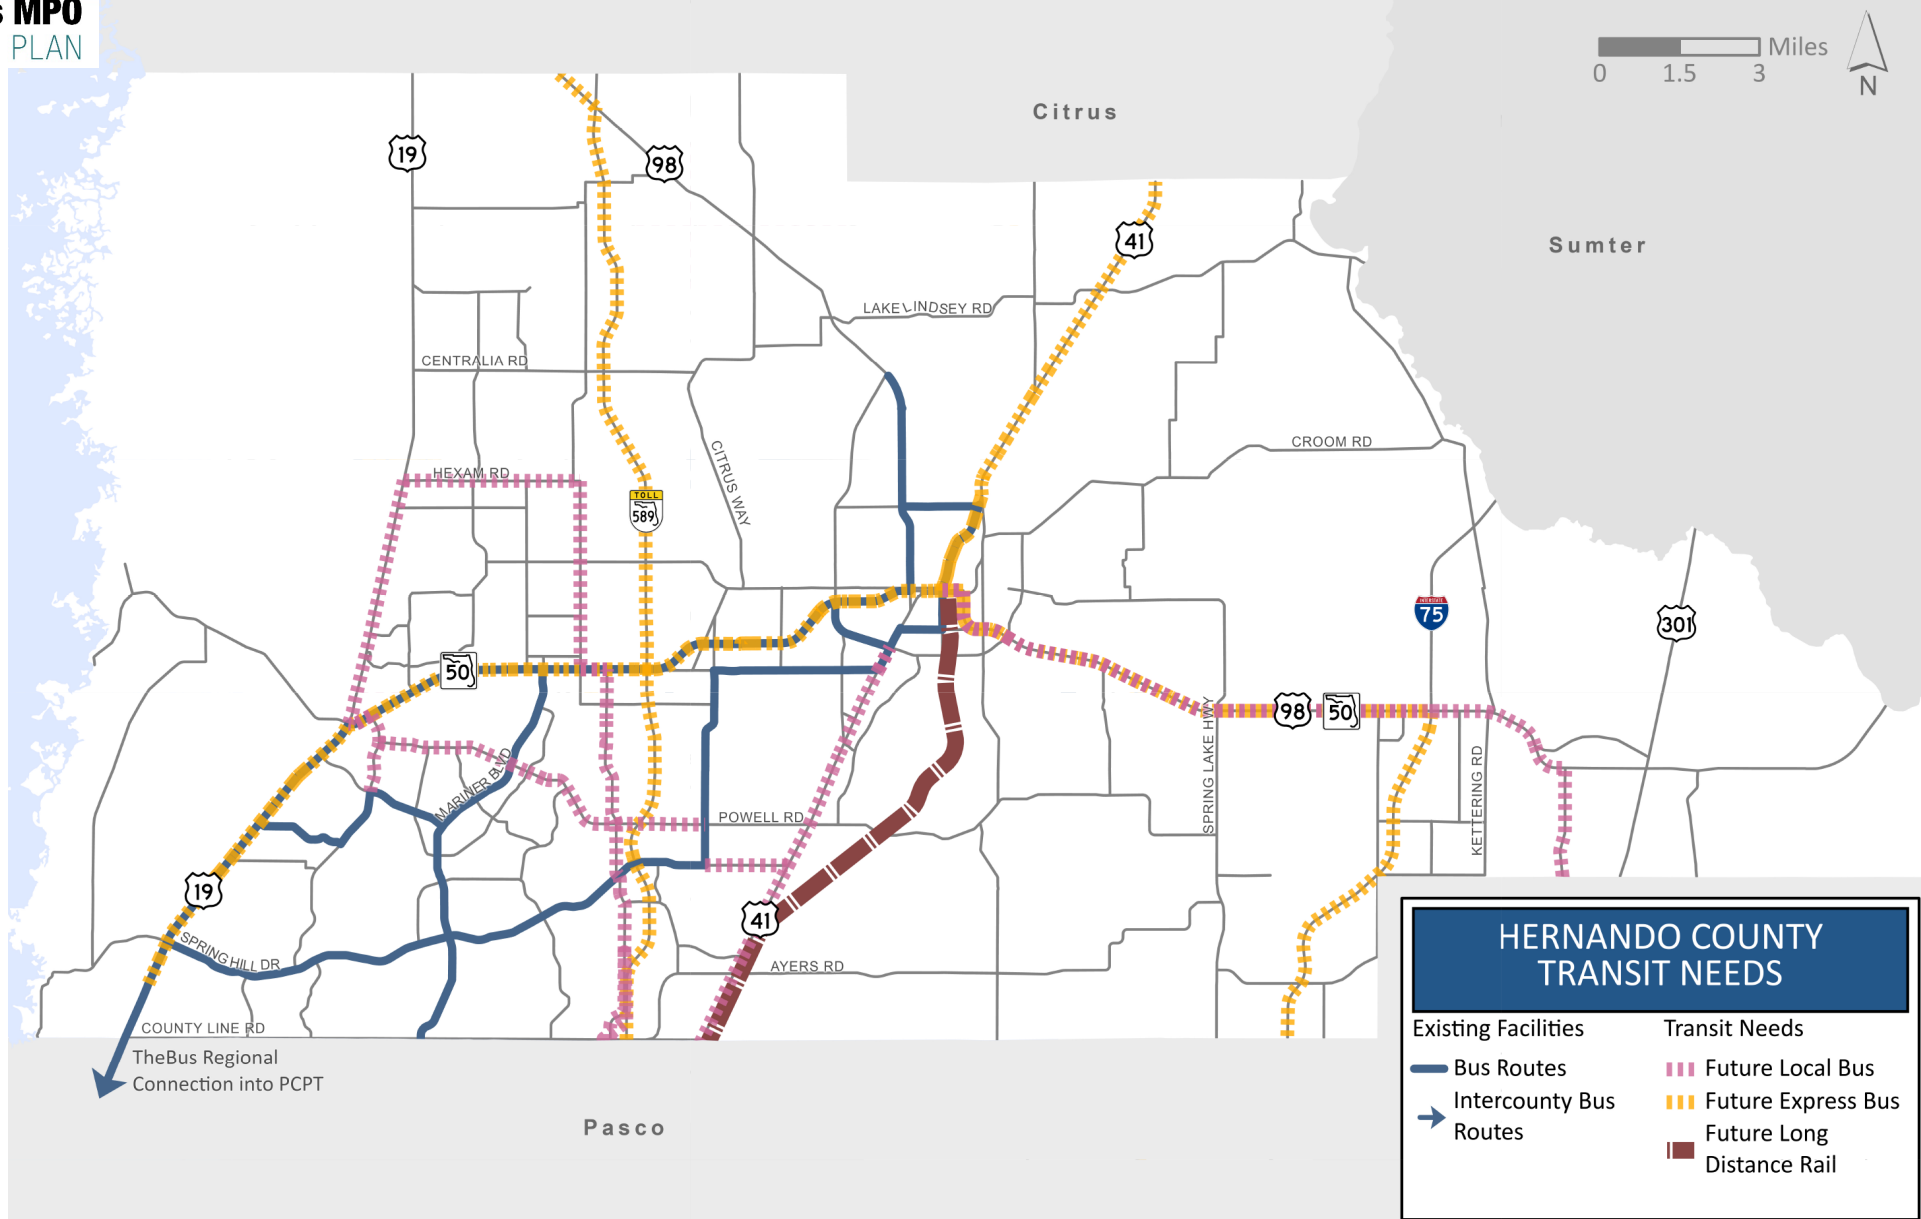 s MPO
PLAN
Miles
0 1.5 3
N
Citrus
Sumter
19
98
41
LAKE LINDSEY RD
CENTRALIA RD
CROOM RD
HEXAM RD
CITRUS WAY
TOLL
589
INTERSTATE
75
301
50
98
50
SPRING LAKE HWY
KETTERING RD
MARINER BLVD
POWELL RD
19
41
SPRING HILL DR
AYERS RD
COUNTY LINE RD
TheBus Regional
Connection into PCPT
Pasco
HERNANDO COUNTY
TRANSIT NEEDS
Existing Facilities
Bus Routes
Intercounty Bus
Routes
Transit Needs
Future Local Bus
Future Express Bus
Future Long
Distance Rail